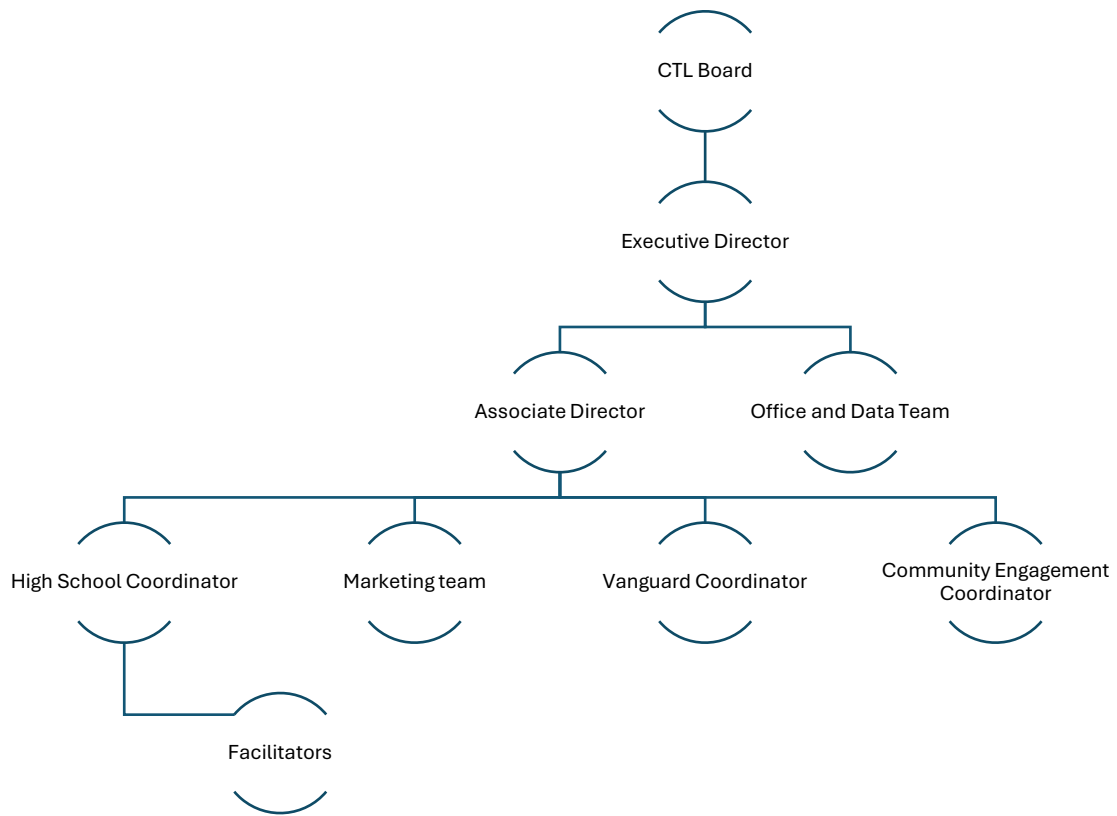 CTL Board
Executive Director
Associate Director
Office and Data Team
High School Coordinator
Marketing team
Vanguard Coordinator
Community Engagement
Coordinator
Facilitators